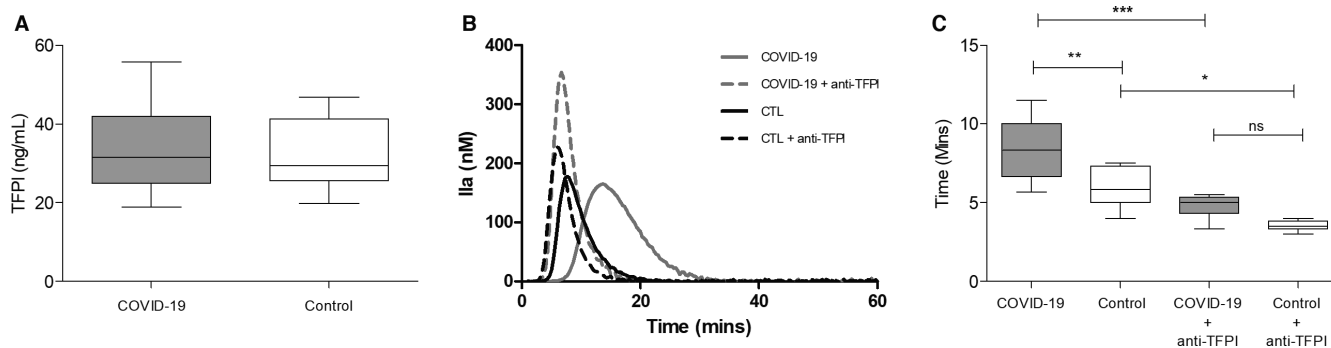 A
TFPI (ng/mL)
60
40
20
0
COVID-19
Control
B
IIa (nM)
400
300
200
100
0
0
20
40
60
Time (mins)
COVID-19
COVID-19 + anti-TFPI
CTL
CTL + anti-TFPI
C
Time (Mins)
15
10
5
0
***
**
*
ns
COVID-19
Control
COVID-19
+
anti-TFPI
Control
+
anti-TFPI